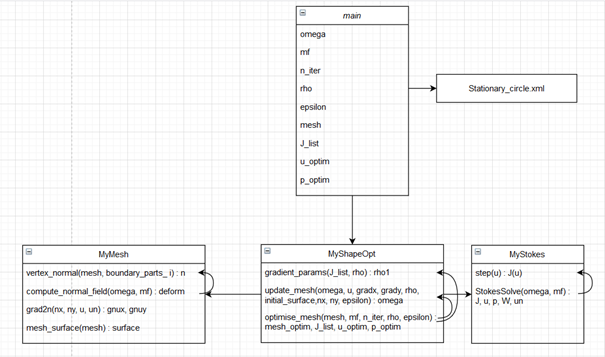 main
omega
mf
n_iter
rho
epsilon
mesh
J_list
u_optim
p_optim
Stationary_circle.xml
MyMesh
vertex_normal(mesh, boundary_parts_ i) : n
compute_normal_field(omega, mf) : deform
grad2n(nx, ny, u, un) : gnux, gnuy
mesh_surface(mesh) : surface
MyShapeOpt
gradient_params(J_list, rho) : rho1
update_mesh(omega, u, gradx, grady, rho,
initial_surface,nx, ny, epsilon) : omega
optimise_mesh(mesh, mf, n_iter, rho, epsilon) :
mesh_optim, J_list, u_optim, p_optim
MyStokes
step(u) : J(u)
StokesSolve(omega, mf) :
J, u, p, W, un